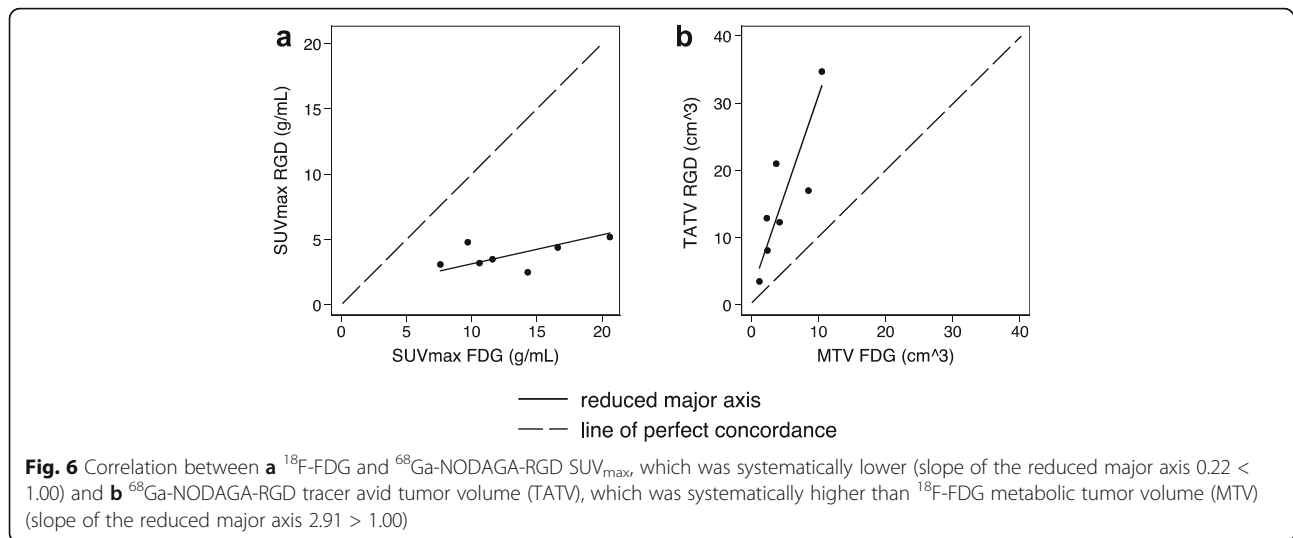 a
20
15
10
5
0
SUVmax RGD (g/mL)
0 5 10 15 20
SUVmax FDG (g/mL)
b
40
30
20
10
0
TATV RGD (cm^3)
0 10 20 30 40
MTV FDG (cm^3)
reduced major axis
line of perfect concordance
Fig. 6 Correlation between a ¹⁸F-FDG and ⁶⁸Ga-NODAGA-RGD SUVₘₐₓ, which was systematically lower (slope of the reduced major axis 0.22 <
1.00) and b ⁶⁸Ga-NODAGA-RGD tracer avid tumor volume (TATV), which was systematically higher than ¹⁸F-FDG metabolic tumor volume (MTV)
(slope of the reduced major axis 2.91 > 1.00)